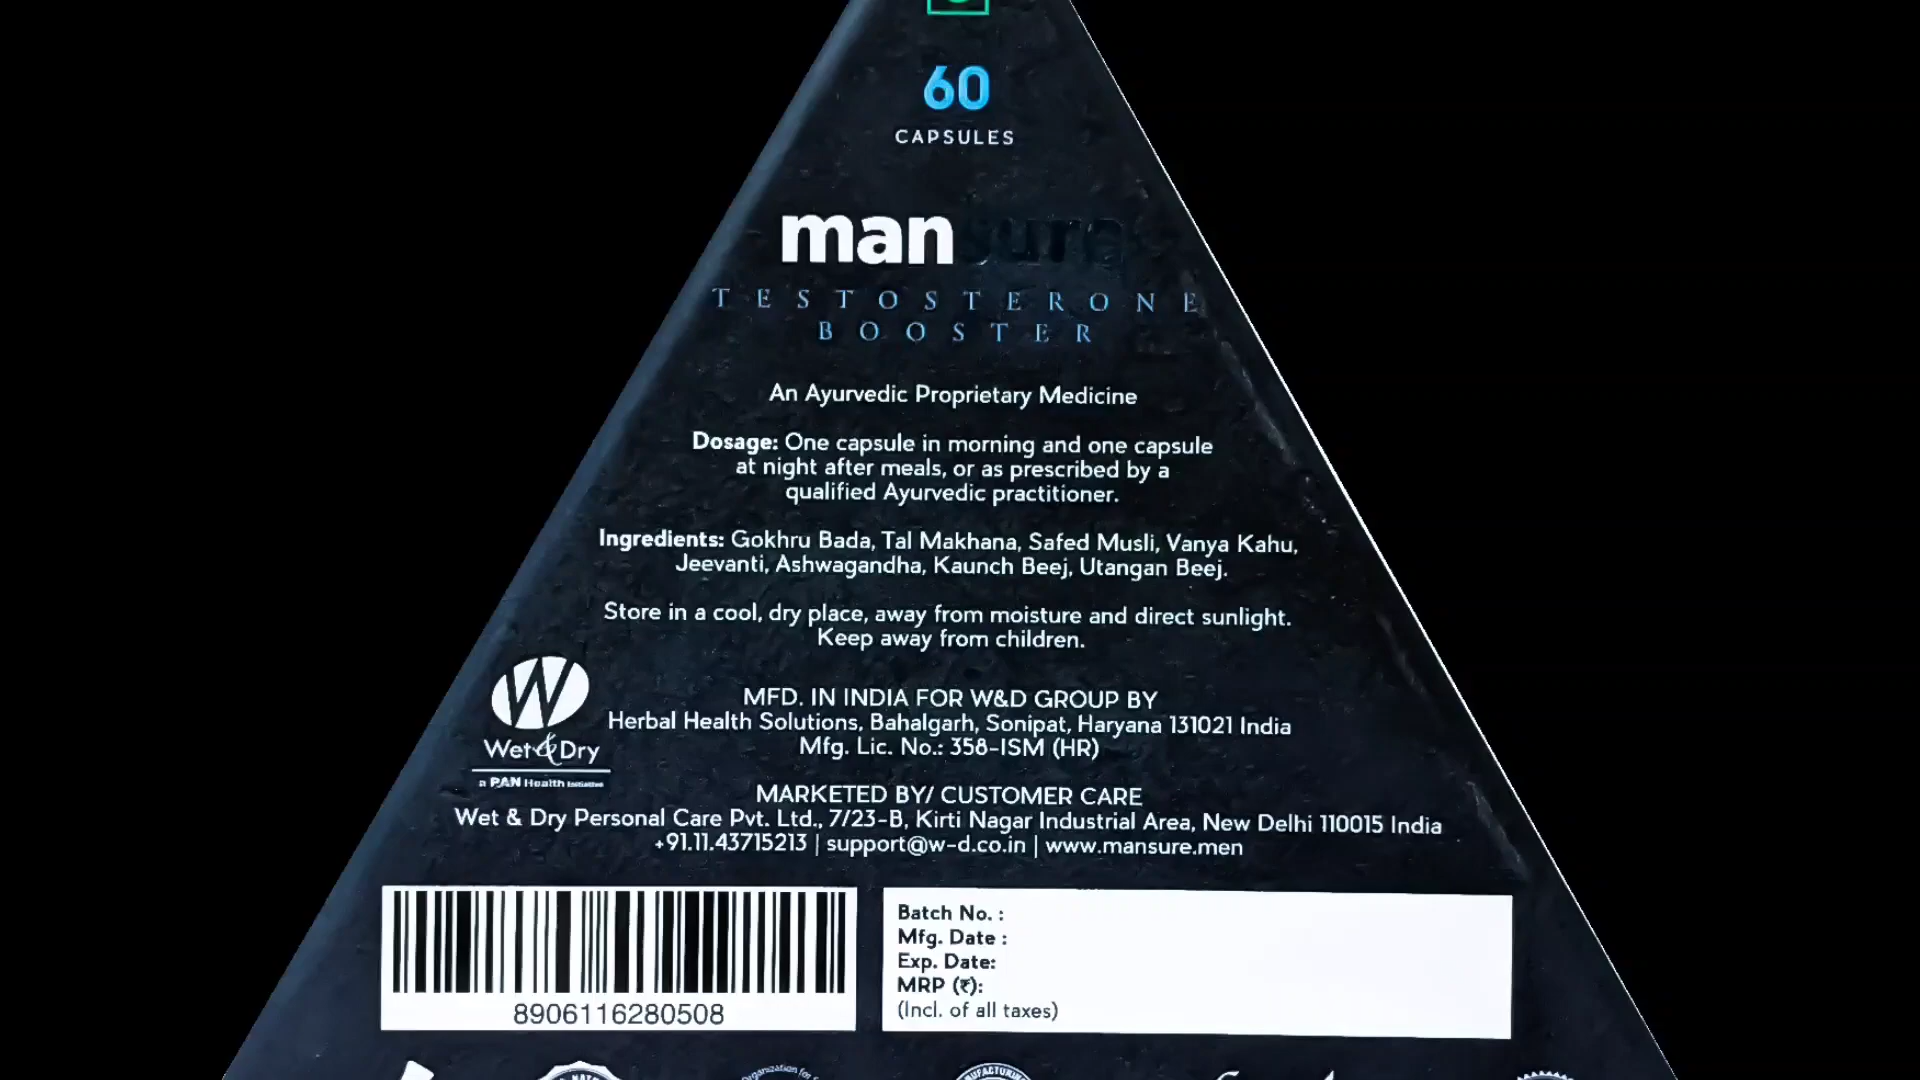 60
CAPSULES
mansure
TESTOSTERONE
BOOSTER
An Ayurvedic Proprietary Medicine
Dosage: One capsule in morning and one capsule
at night after meals, or as prescribed by a
qualified Ayurvedic practitioner.
Ingredients: Gokhru Bada, Tal Makhana, Safed Musli, Vanya Kahu,
Jeevanti, Ashwagandha, Kaunch Beej, Utangan Beej.
Store in a cool, dry place, away from moisture and direct sunlight.
Keep away from children.
W
Wet & Dry
a PAN Health Initiative
MFD. IN INDIA FOR W&D GROUP BY
Herbal Health Solutions, Bahalgarh, Sonipat, Haryana 131021 India
Mfg. Lic. No.: 358-ISM (HR)
MARKETED BY/ CUSTOMER CARE
Wet & Dry Personal Care Pvt. Ltd., 7/23-B, Kirti Nagar Industrial Area, New Delhi 110015 India
+91.11.43715213 | support@w-d.co.in | www.mansure.men
8906116280508
Batch No. :
Mfg. Date :
Exp. Date:
MRP (₹):
(Incl. of all taxes)